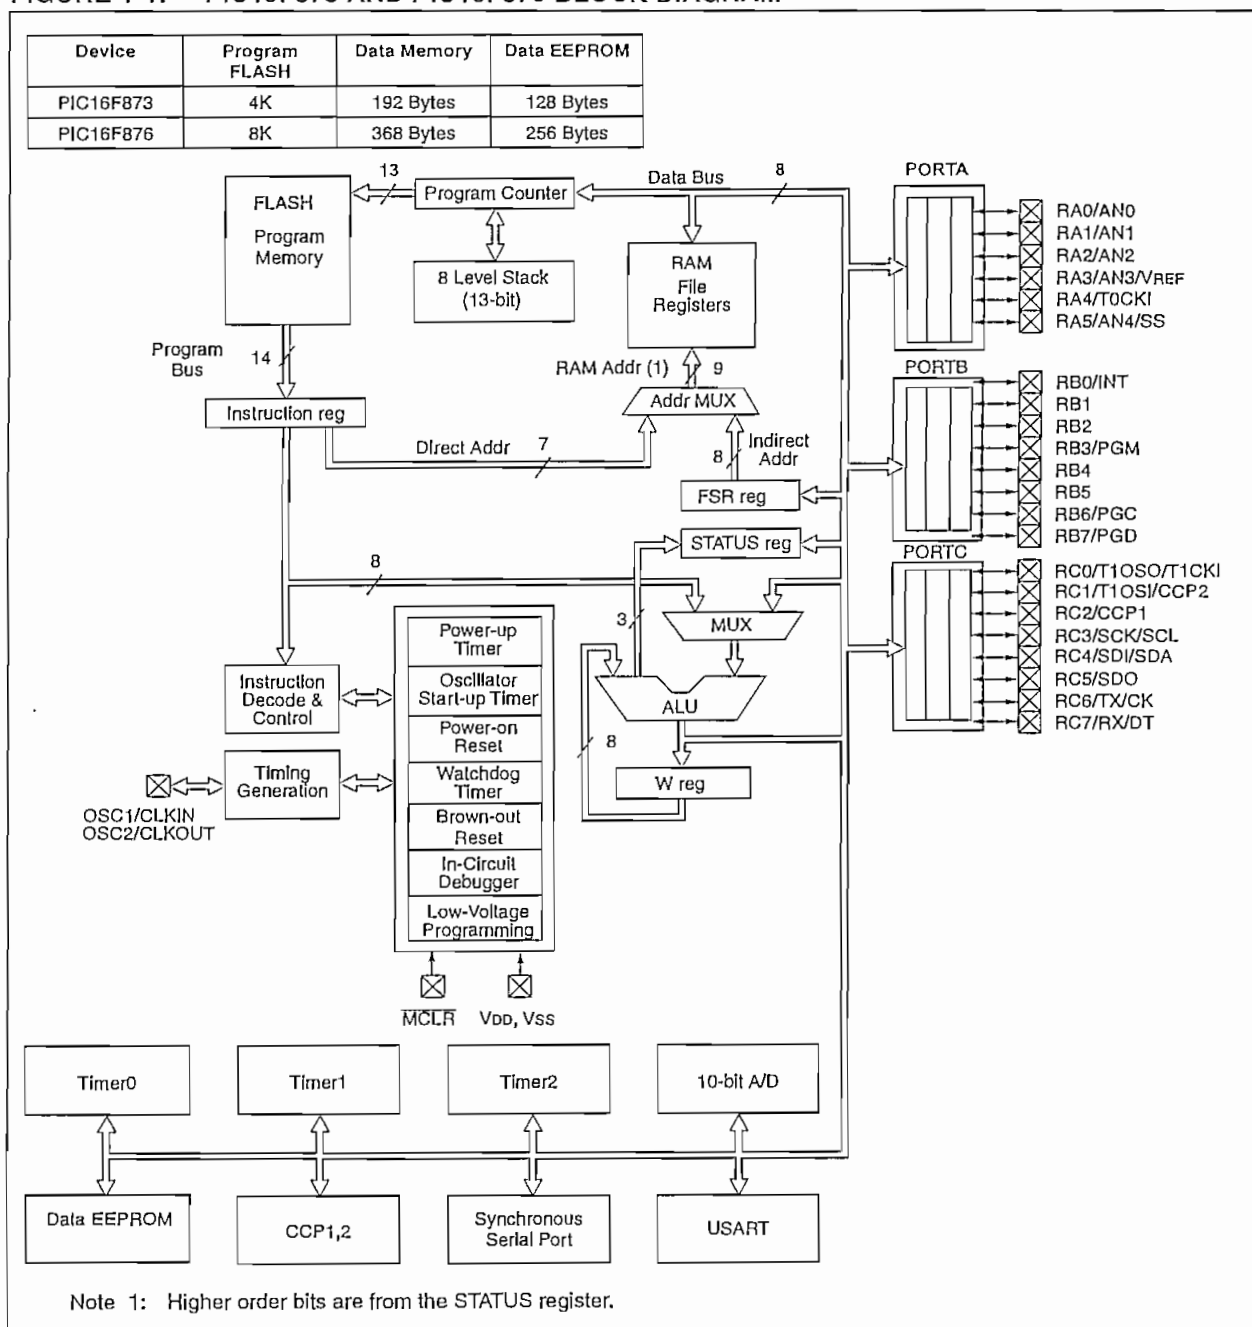 Device Program FLASH Data Memory Data EEPROM
PIC16F873 4K 192 Bytes 128 Bytes
PIC16F876 8K 368 Bytes 256 Bytes
13
Program Counter
Data Bus
8
FLASH
Program
Memory
8 Level Stack
(13-bit)
RAM
File
Registers
Program
Bus
14
RAM Addr (1)
9
Addr MUX
Instruction reg
Direct Addr
7
8
Indirect
Addr
FSR reg
STATUS reg
8
3
MUX
ALU
8
W reg
Instruction
Decode &
Control
Timing
Generation
OSC1/CLKIN
OSC2/CLKOUT
Power-up
Timer
Oscillator
Start-up Timer
Power-on
Reset
Watchdog
Timer
Brown-out
Reset
In-Circuit
Debugger
Low-Voltage
Programming
MCLR
VDD, VSS
PORTA
RA0/AN0
RA1/AN1
RA2/AN2
RA3/AN3/VREF
RA4/T0CKI
RA5/AN4/SS
PORTB
RB0/INT
RB1
RB2
RB3/PGM
RB4
RB5
RB6/PGC
RB7/PGD
PORTC
RC0/T1OSO/T1CKI
RC1/T1OSI/CCP2
RC2/CCP1
RC3/SCK/SCL
RC4/SDI/SDA
RC5/SDO
RC6/TX/CK
RC7/RX/DT
Timer0
Timer1
Timer2
10-bit A/D
Data EEPROM
CCP1,2
Synchronous
Serial Port
USART
Note 1: Higher order bits are from the STATUS register.